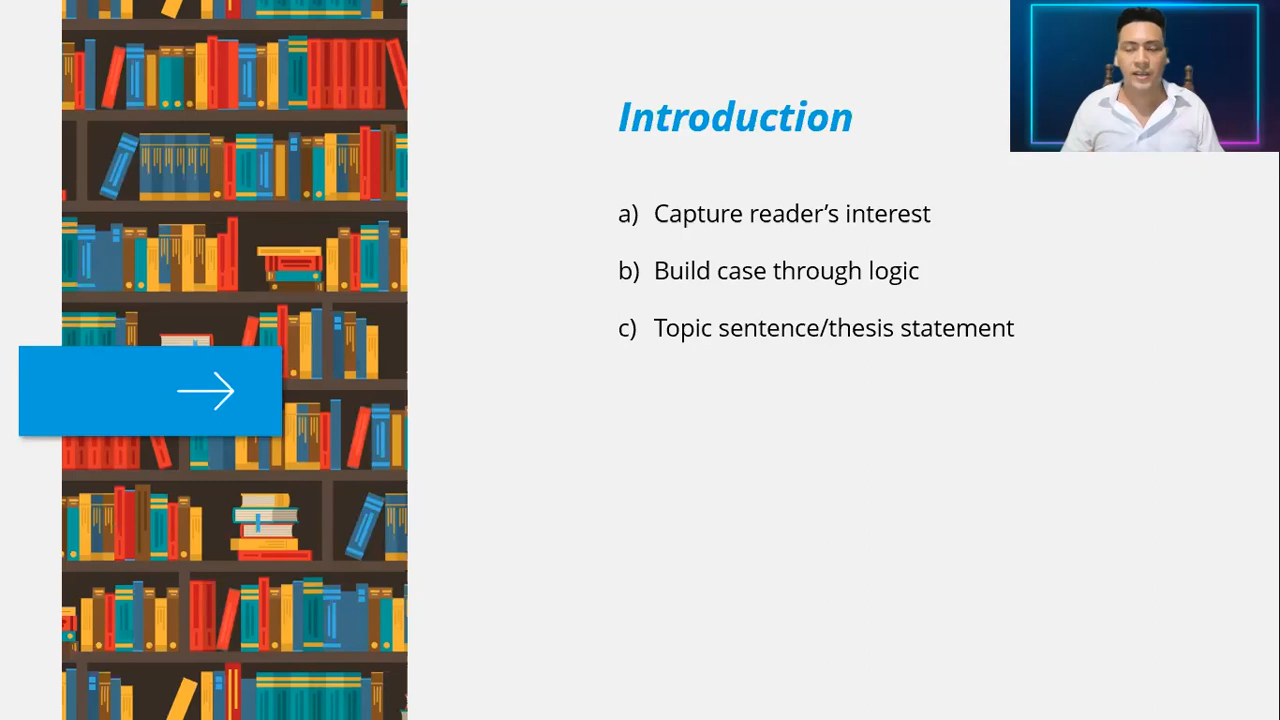 Introduction
a) Capture reader’s interest
b) Build case through logic
c) Topic sentence/thesis statement